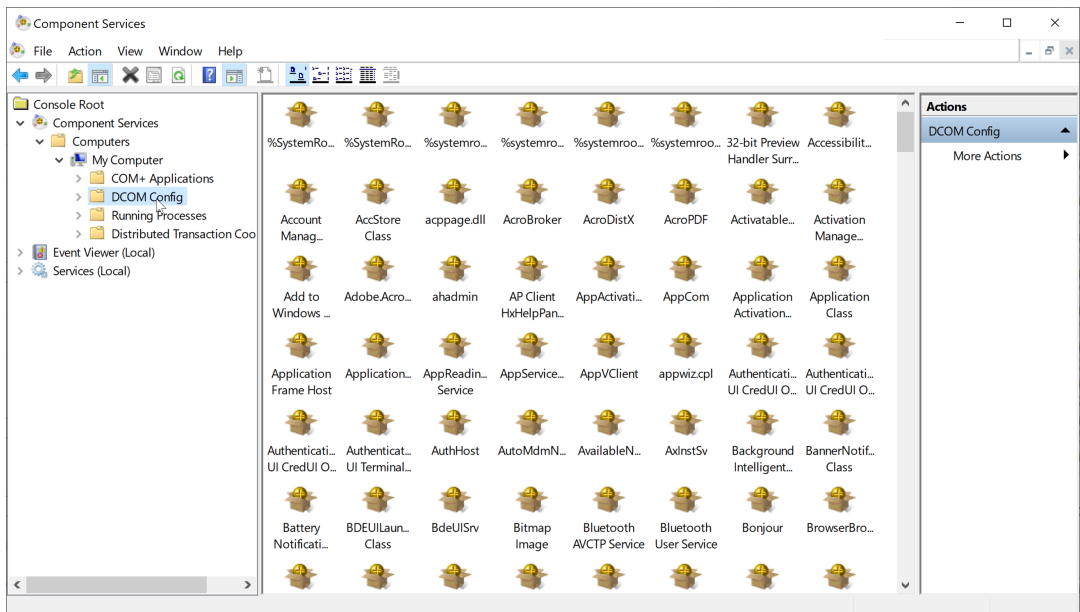 Component Services
File Action View Window Help
Console Root
Component Services
Computers
My Computer
COM+ Applications
DCOM Config
Running Processes
Distributed Transaction Coo
Event Viewer (Local)
Services (Local)
%SystemRo... %SystemRo... %systemro... %systemro... %systemroo... %systemroo... 32-bit Preview Accessibilit...
Handler Surr...
Account AccStore acppage.dll AcroBroker AcroDistX AcroPDF Activatable... Activation
Manag... Class Manage...
Add to Adobe.Acro... ahadmin AP Client AppActivati... AppCom Application Application
Windows ... HxHelpPan... Activation... Class
Application Application... AppReadin... AppService... AppVClient appwiz.cpl Authenticati... Authenticati...
Frame Host Service UI CredUI O... UI CredUI O...
Authenticati... Authenticat... AuthHost AutoMdmN... AvailableN... AxInstSv Background BannerNotif...
UI CredUI O... UI Terminal... Intelligent... Class
Battery BDEUILaun... BdeUISrv Bitmap Bluetooth Bluetooth Bonjour BrowserBro...
Notificati... Class Image AVCTP Service User Service
Actions
DCOM Config
More Actions